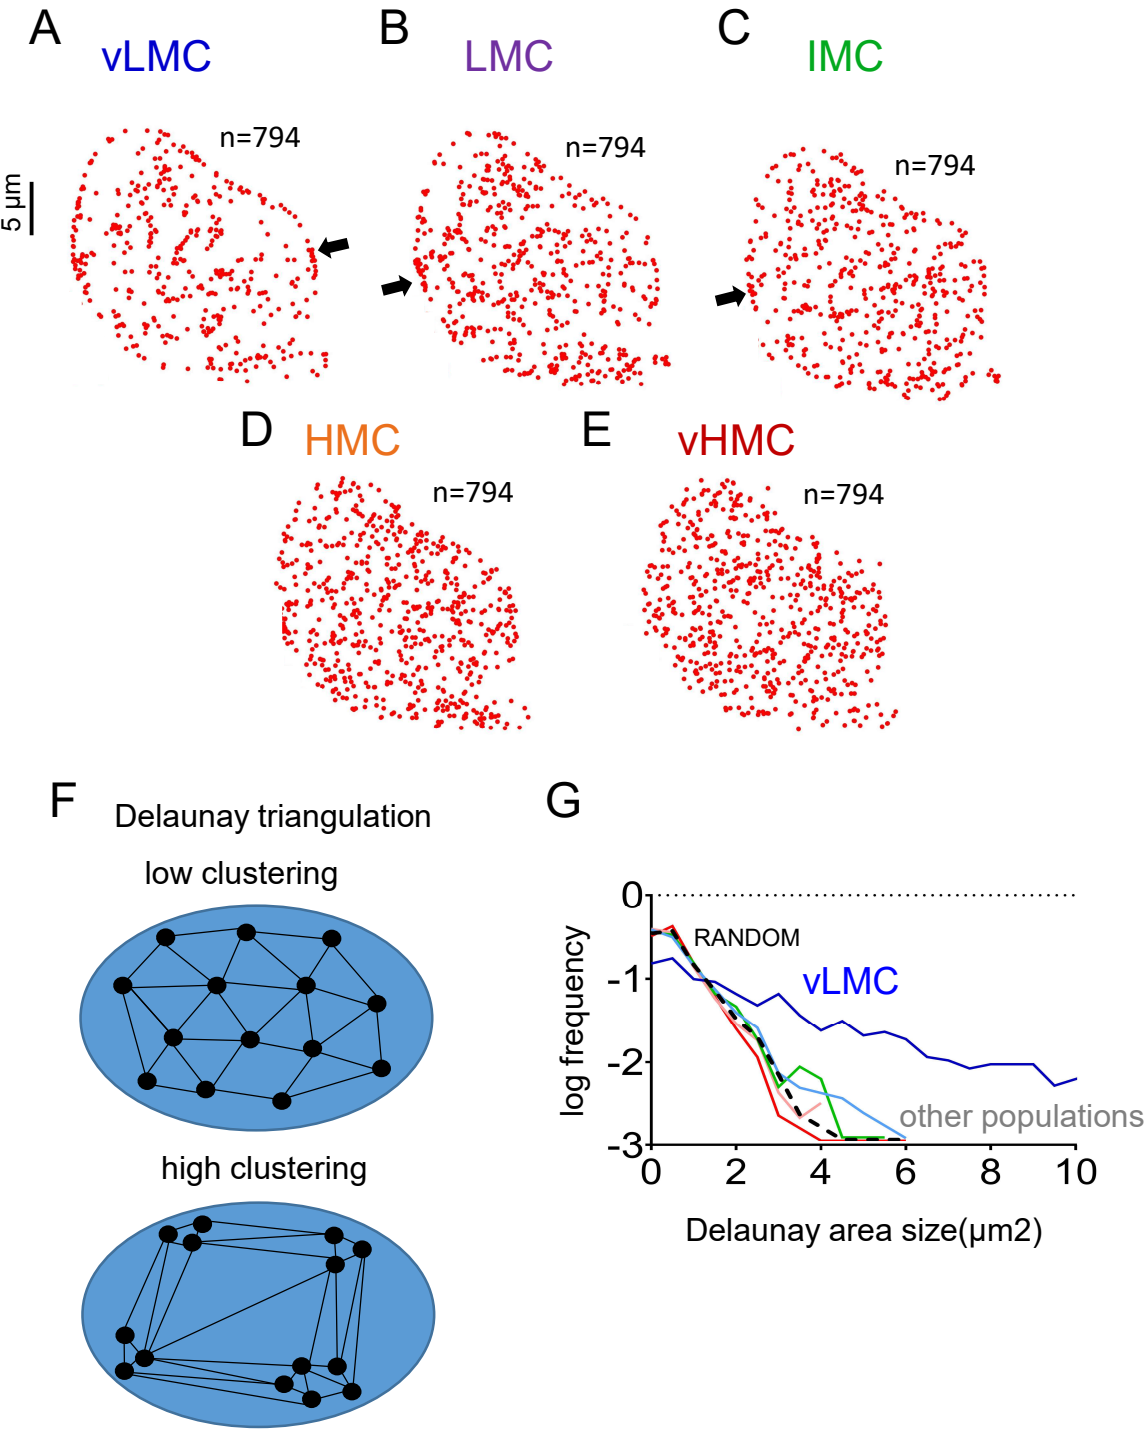 A
vLMC
n=794
5 µm
B
LMC
n=794
C
IMC
n=794
D
HMC
n=794
E
vHMC
n=794
F
Delaunay triangulation
low clustering
high clustering
G
0
-1
-2
-3
log frequency
RANDOM
vLMC
other populations
0 2 4 6 8 10
Delaunay area size(µm2)